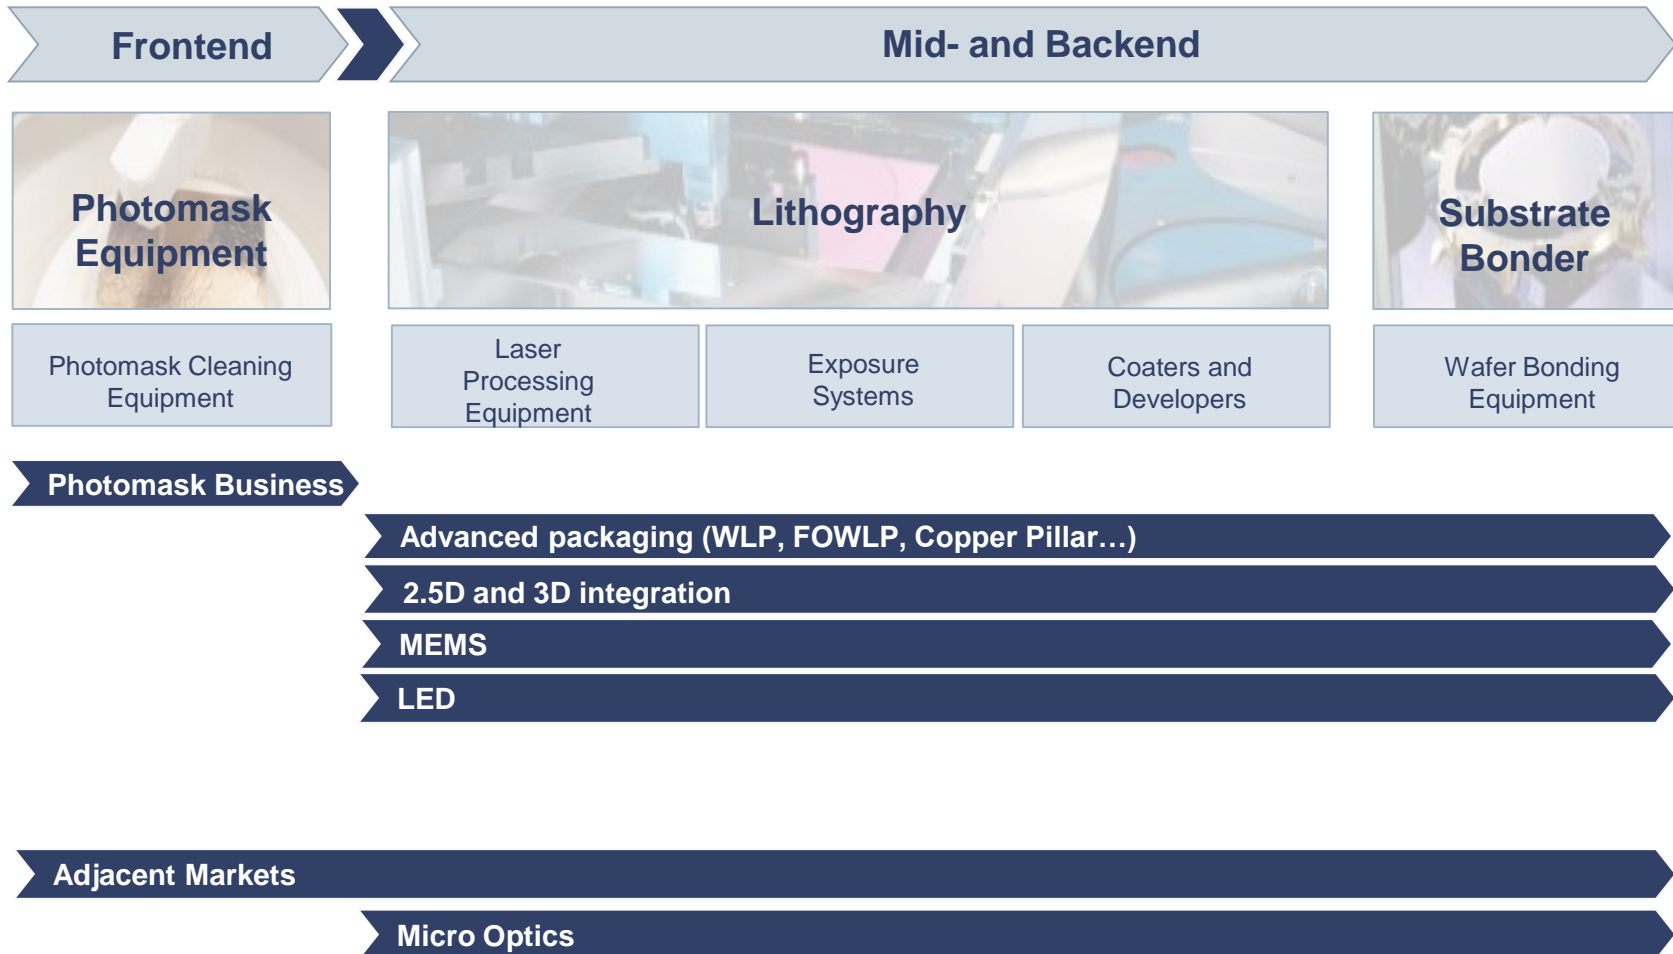 Frontend
Mid- and Backend
Photomask
Equipment
Lithography
Substrate
Bonder
Photomask Cleaning
Equipment
Laser
Processing
Equipment
Exposure
Systems
Coaters and
Developers
Wafer Bonding
Equipment
Photomask Business
Advanced packaging (WLP, FOWLP, Copper Pillar…)
2.5D and 3D integration
MEMS
LED
Adjacent Markets
Micro Optics